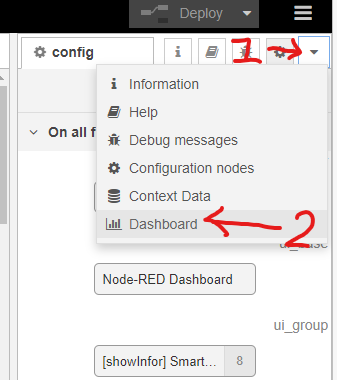 Deploy
config
1
Information
Help
Debug messages
On all f
Configuration nodes
Context Data
Dashboard
2
Node-RED Dashboard
ui_group
[showInfor] Smart... 8